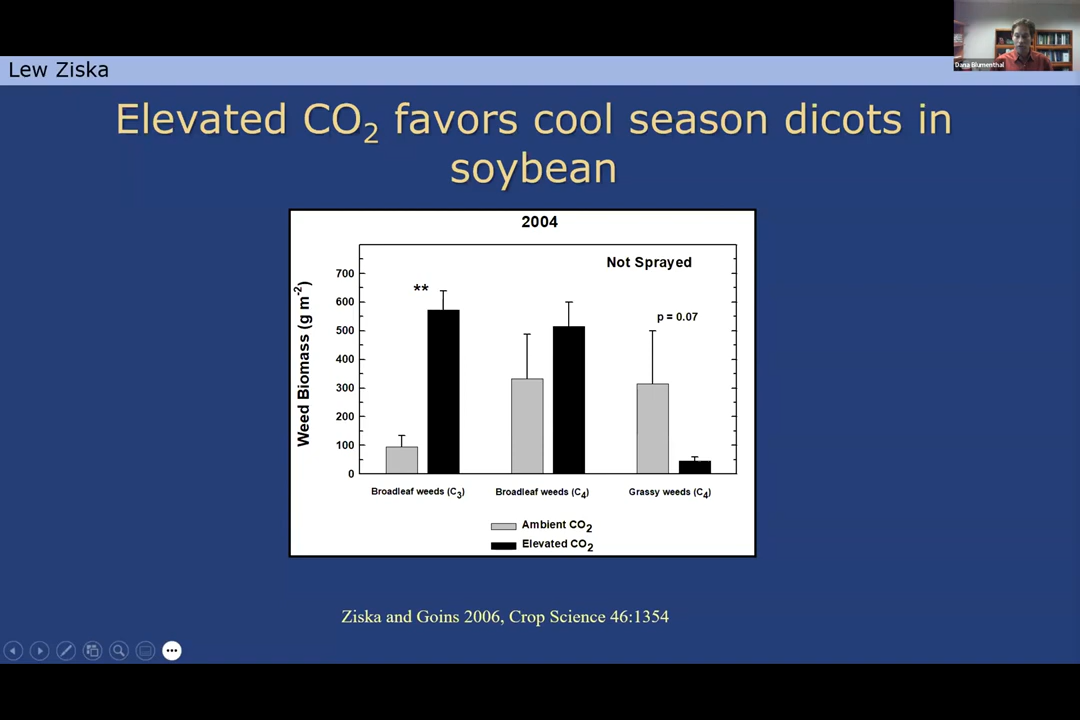 Dana Blumenthal
Lew Ziska
Elevated CO2 favors cool season dicots in
soybean
2004
Not Sprayed
Weed Biomass (g m-2)
700
600
500
400
300
200
100
0
**
p = 0.07
Broadleaf weeds (C3)
Broadleaf weeds (C4)
Grassy weeds (C4)
Ambient CO2
Elevated CO2
Ziska and Goins 2006, Crop Science 46:1354